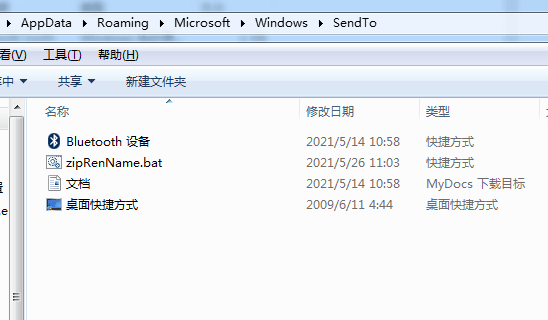 AppData ▸ Roaming ▸ Microsoft ▸ Windows ▸ SendTo
看(V) 工具(T) 帮助(H)
中 ▼ 共享 ▼ 新建文件夹
名称 修改日期 类型
Bluetooth 设备 2021/5/14 10:58 快捷方式
zipRenName.bat 2021/5/26 11:03 快捷方式
文档 2021/5/14 10:58 MyDocs 下载目标
桌面快捷方式 2009/6/11 4:44 桌面快捷方式